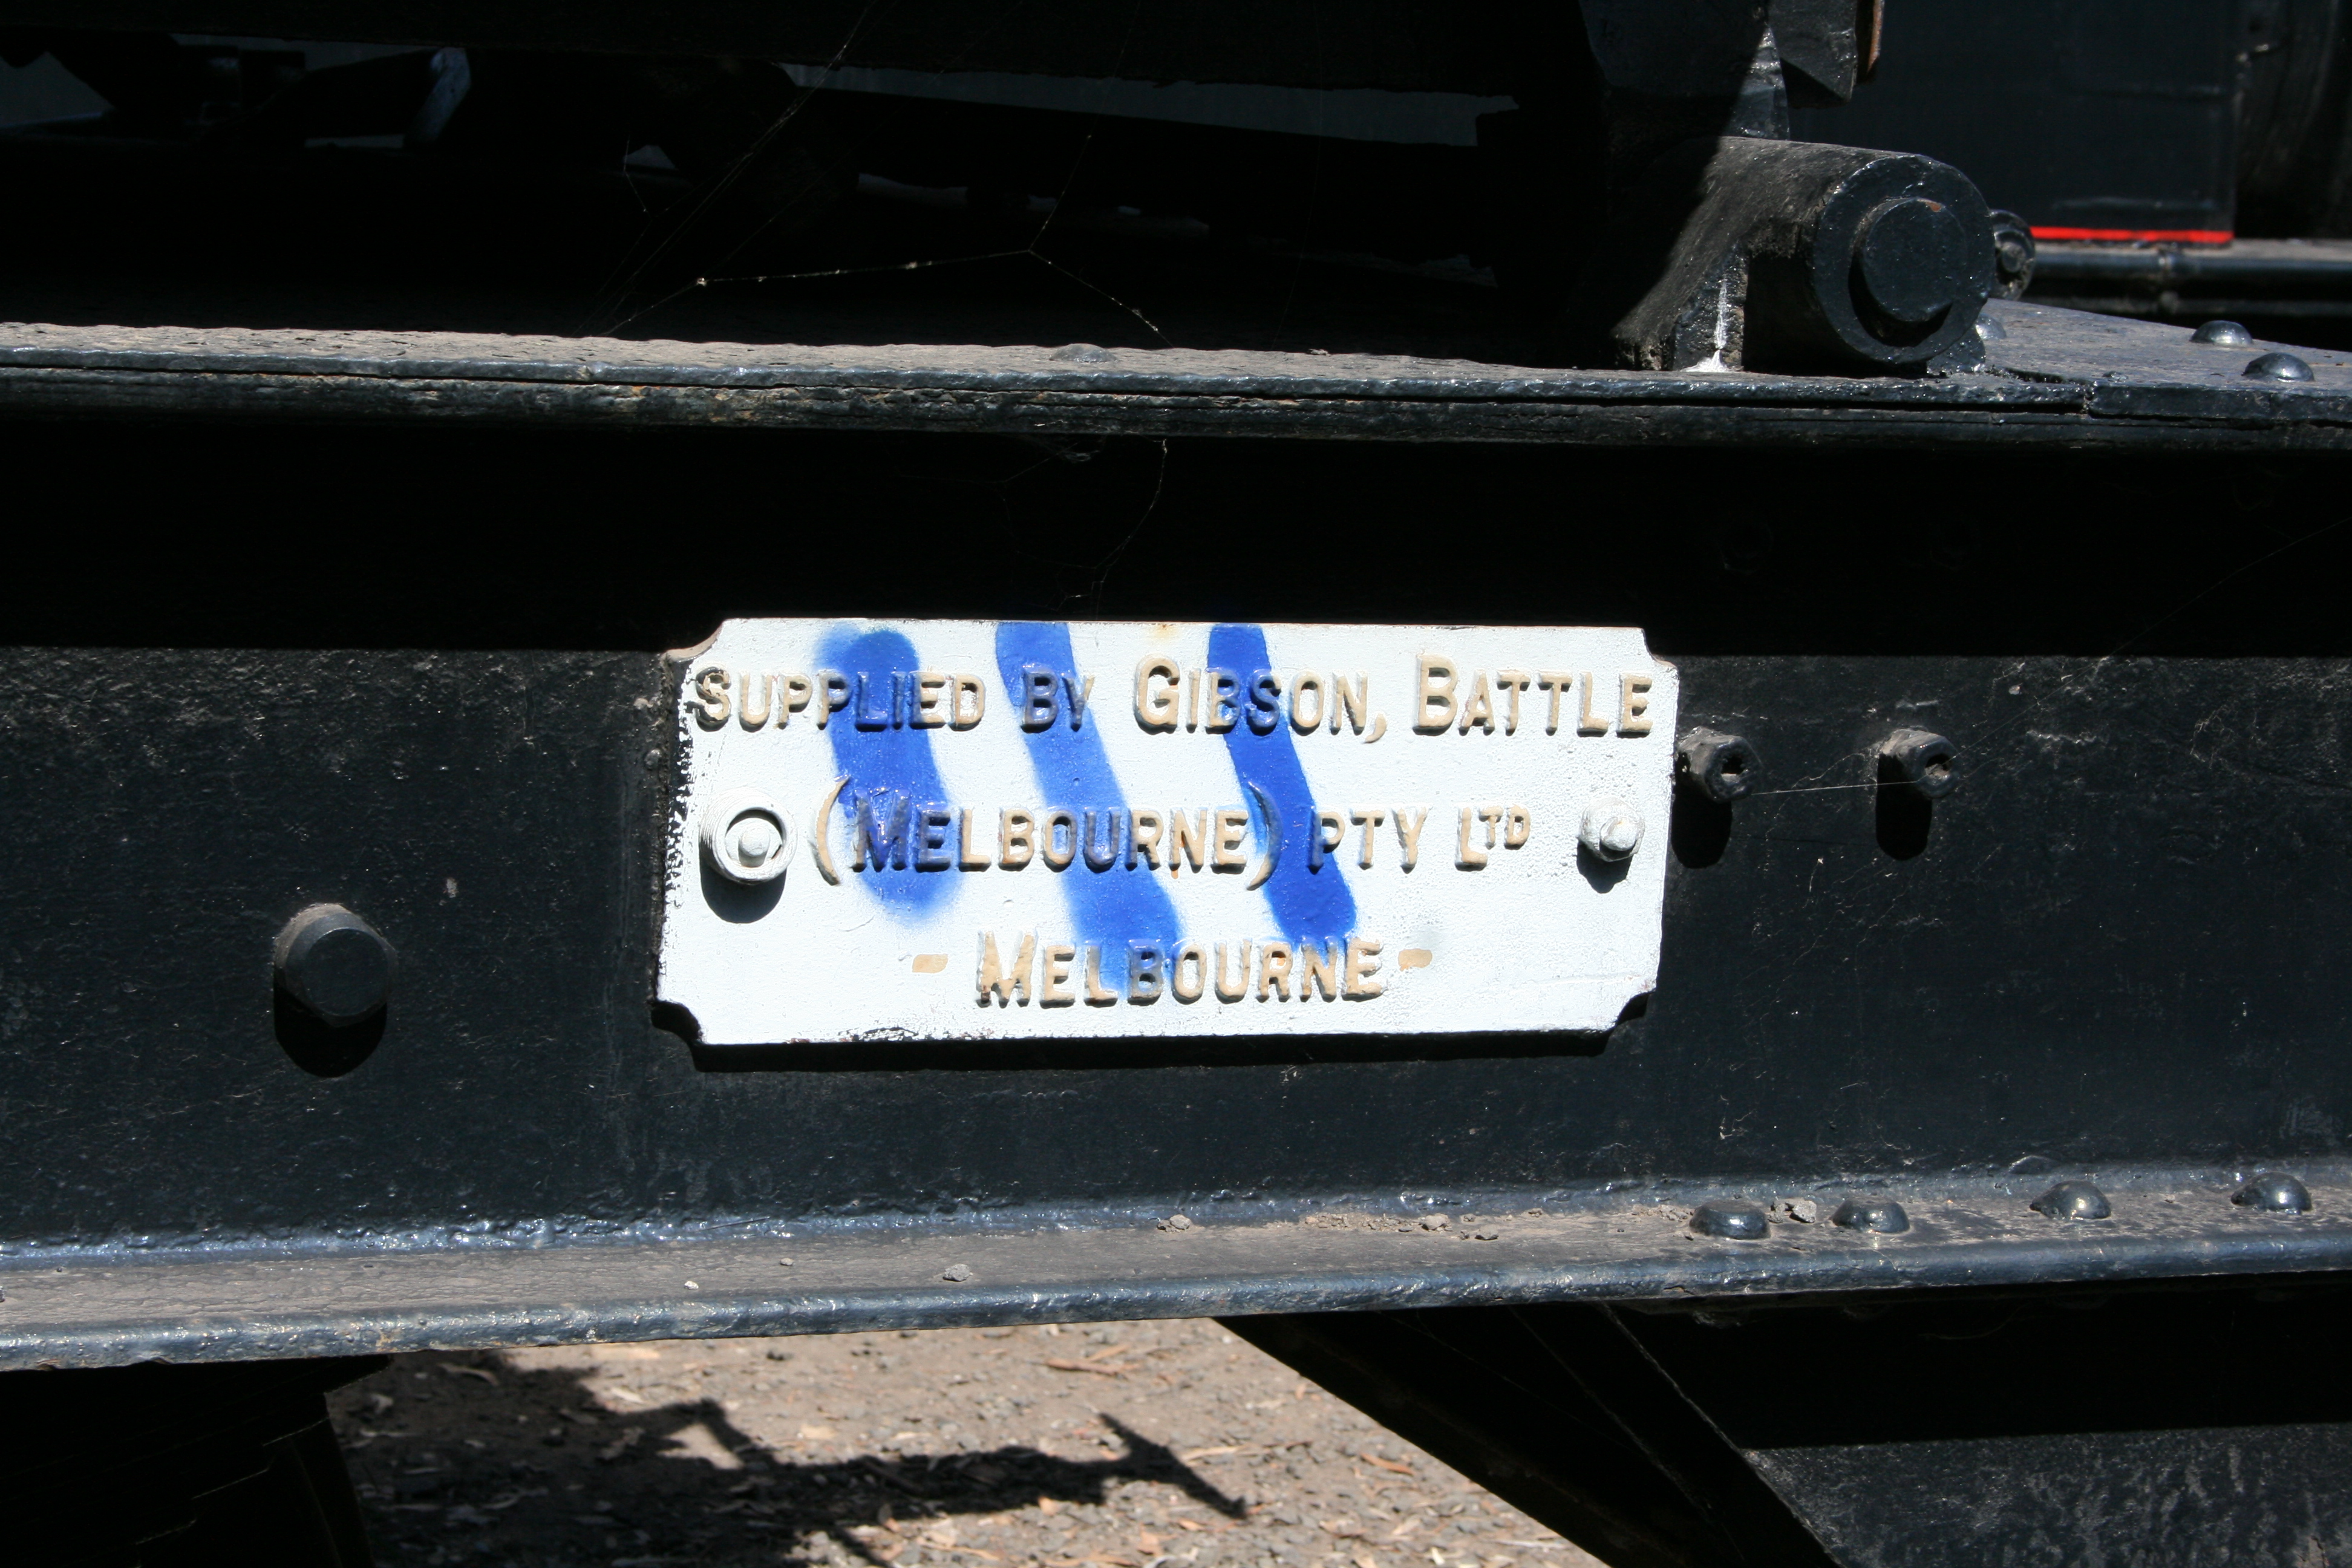 SUPPLIED BY GIBSON, BATTLE
(MELBOURNE) PTY LTD
- MELBOURNE -